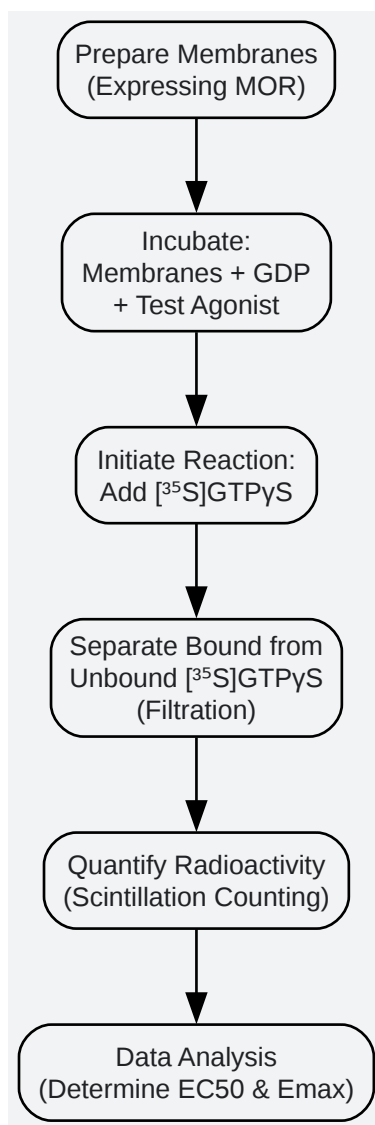 Prepare Membranes
(Expressing MOR)
Incubate:
Membranes + GDP
+ Test Agonist
Initiate Reaction:
Add [³⁵S]GTPγS
Separate Bound from
Unbound [³⁵S]GTPγS
(Filtration)
Quantify Radioactivity
(Scintillation Counting)
Data Analysis
(Determine EC50 & Emax)